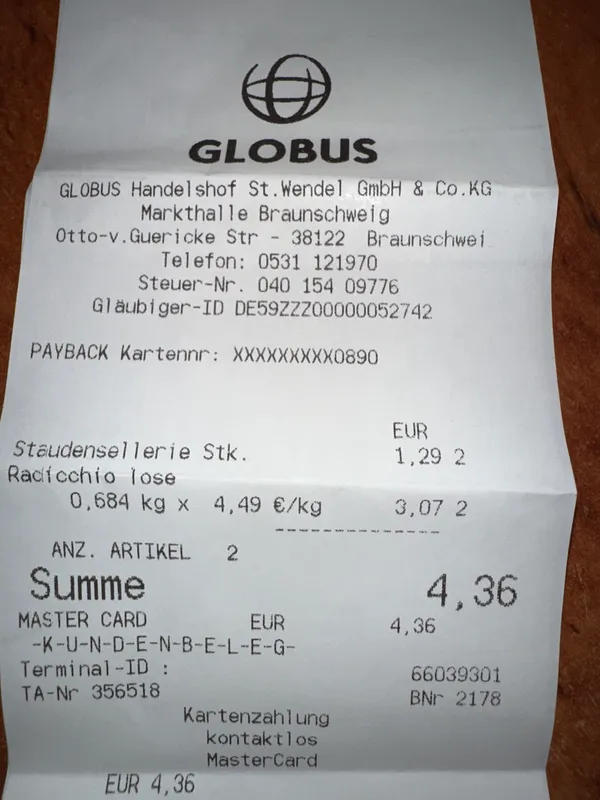 GLOBUS
GLOBUS Handelshof St.Wendel GmbH & Co.KG
Markthalle Braunschweig
Otto-v.Guericke Str - 38122 Braunschwei
Telefon: 0531 121970
Steuer-Nr. 040 154 09776
Gläubiger-ID DE59ZZZ00000052742
PAYBACK Kartennr: XXXXXXXXX0890
EUR
Staudensellerie Stk. 1,29 2
Radicchio lose
0,684 kg x 4,49 €/kg 3,07 2
--------------
ANZ. ARTIKEL 2
Summe 4,36
MASTER CARD EUR 4,36
-K-U-N-D-E-N-B-E-L-E-G-
Terminal-ID : 66039301
TA-Nr 356518 BNr 2178
Kartenzahlung
kontaktlos
MasterCard
EUR 4,36